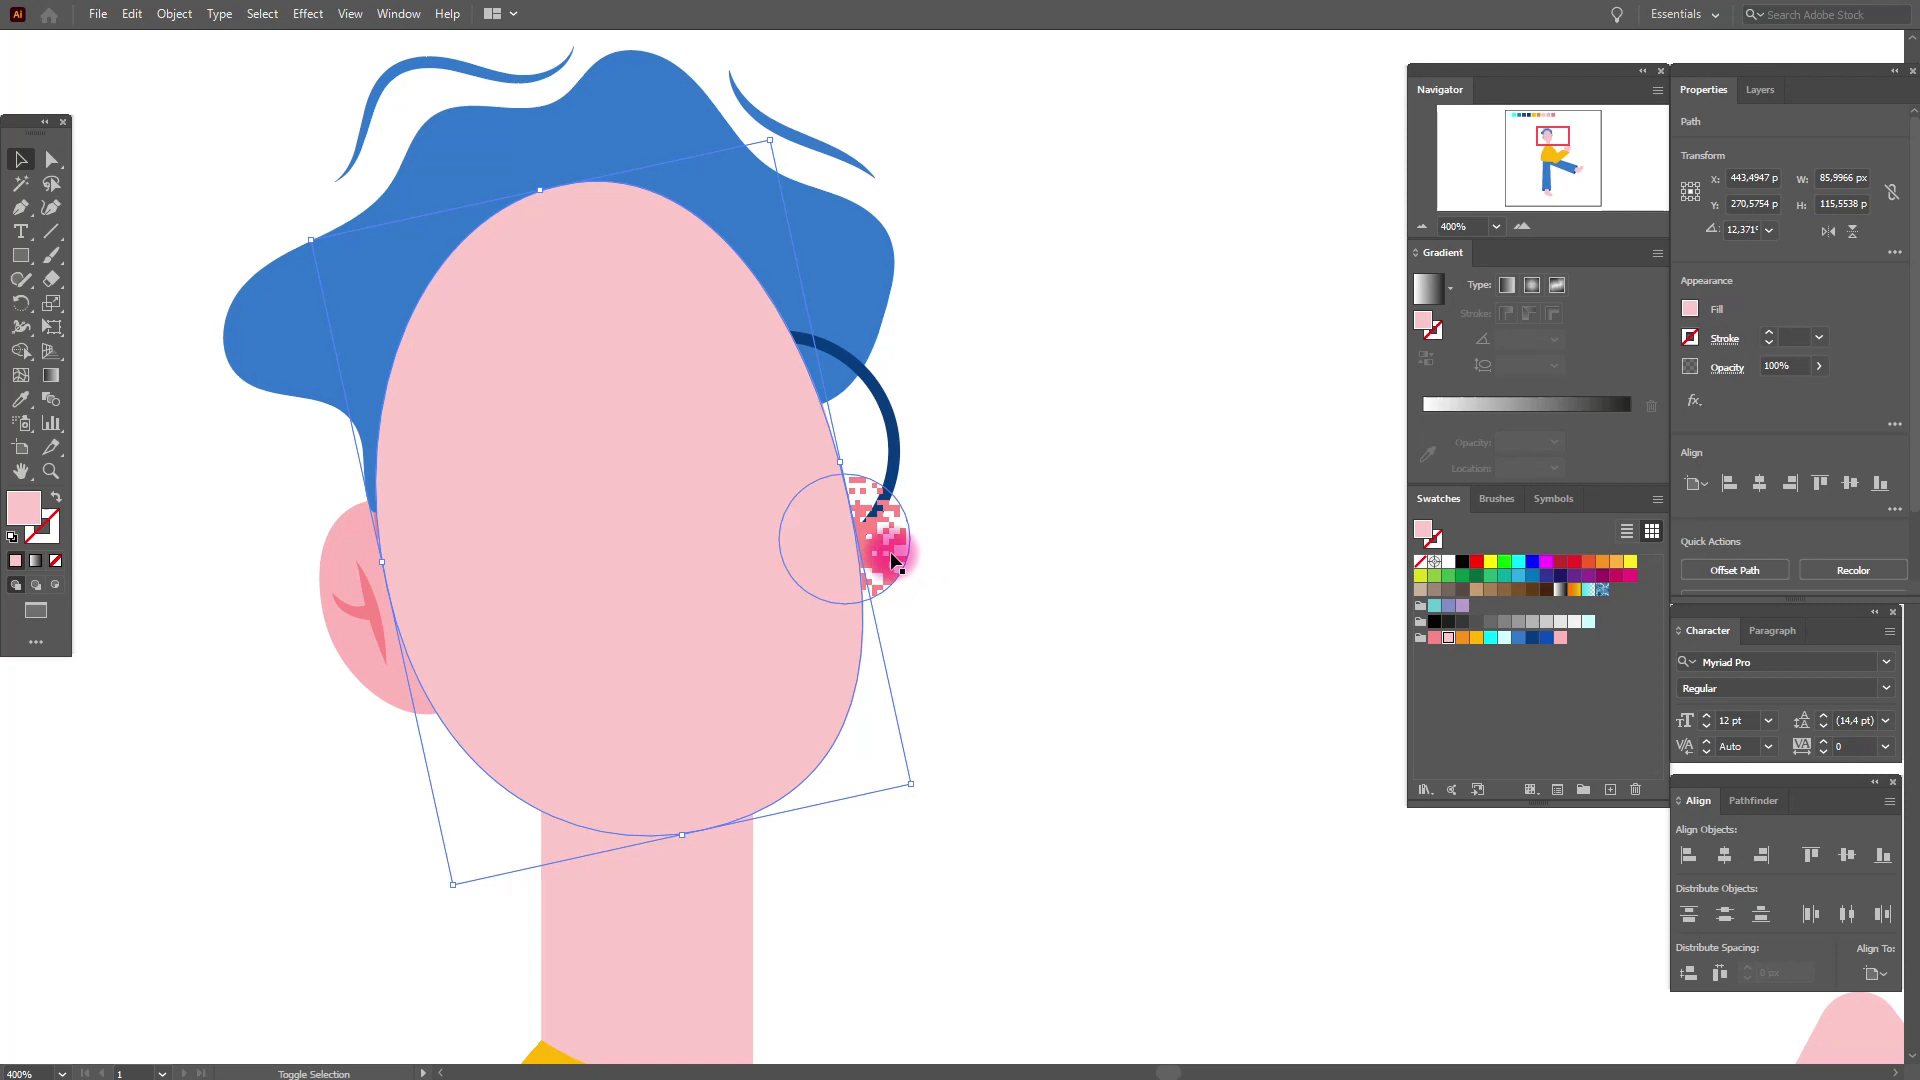 Ai File Edit Object Type Select Effect View Window Help Essentials Search Adobe Stock
Navigator
400%
Gradient
Type:
Stroke:
Opacity:
Location:
Swatches Brushes Symbols
Properties Layers
Path
Transform
X: 443,4947 p W: 85,9966 px
Y: 270,5754 p H: 115,5538 p
12,371°
Appearance
Fill
Stroke
Opacity 100%
fx.
Align
Quick Actions
Offset Path Recolor
Character Paragraph
Myriad Pro
Regular
12 pt (14,4 pt)
Auto 0
Align Pathfinder
Align Objects:
Distribute Objects:
Distribute Spacing: Align To:
0 px
400% 1 Toggle Selection